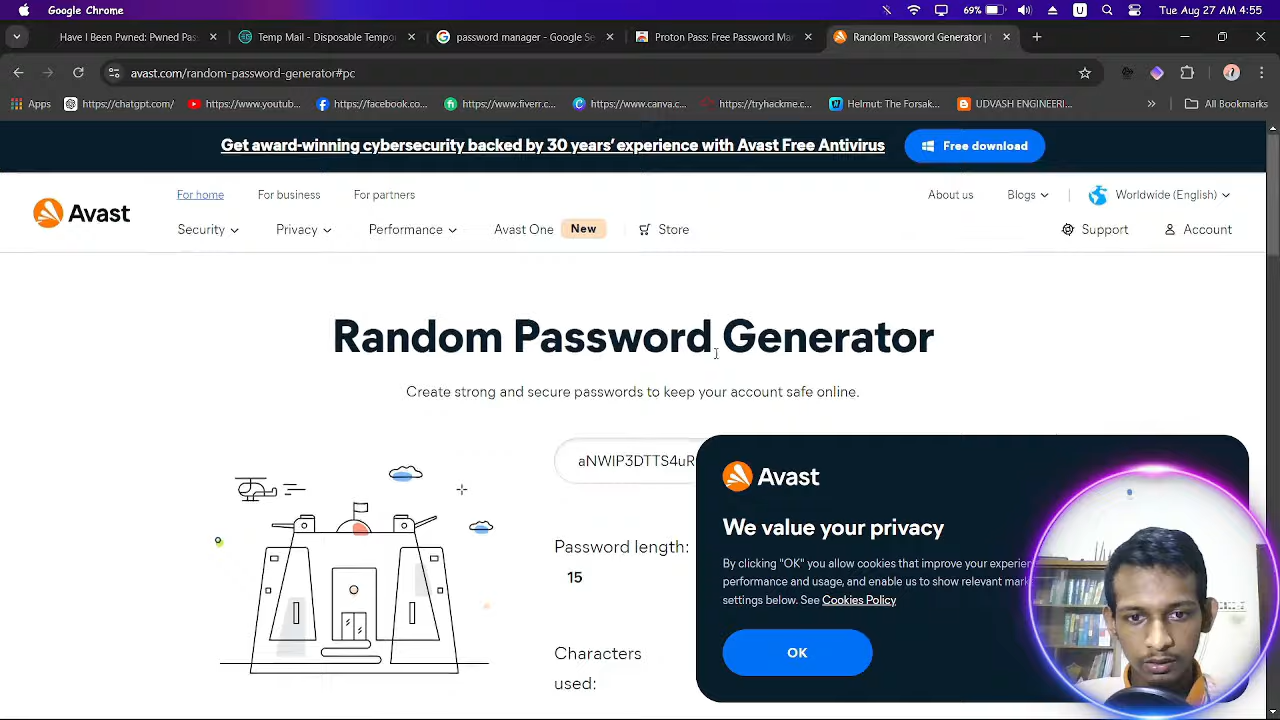 Google Chrome
69%
U
Tue Aug 27 AM 4:55
Have I Been Pwned: Pwned Pas
Temp Mail - Disposable Tempo
password manager - Google Se
Proton Pass: Free Password Ma
Random Password Generator |
avast.com/random-password-generator#pc
Apps
https://chatgpt.com/
https://www.youtub...
https://facebook.co...
https://www.fiverr.c...
https://www.canva.c...
https://tryhackme.c...
Helmut: The Forsak...
UDVASH ENGINEERI...
All Bookmarks
Get award-winning cybersecurity backed by 30 years' experience with Avast Free Antivirus
Free download
Avast
For home
For business
For partners
About us
Blogs
Worldwide (English)
Security
Privacy
Performance
Avast One
New
Store
Support
Account
Random Password Generator
Create strong and secure passwords to keep your account safe online.
Password length:
15
Characters
used:
Avast
We value your privacy
By clicking "OK" you allow cookies that improve your experien
performance and usage, and enable us to show relevant mark
settings below. See Cookies Policy
OK